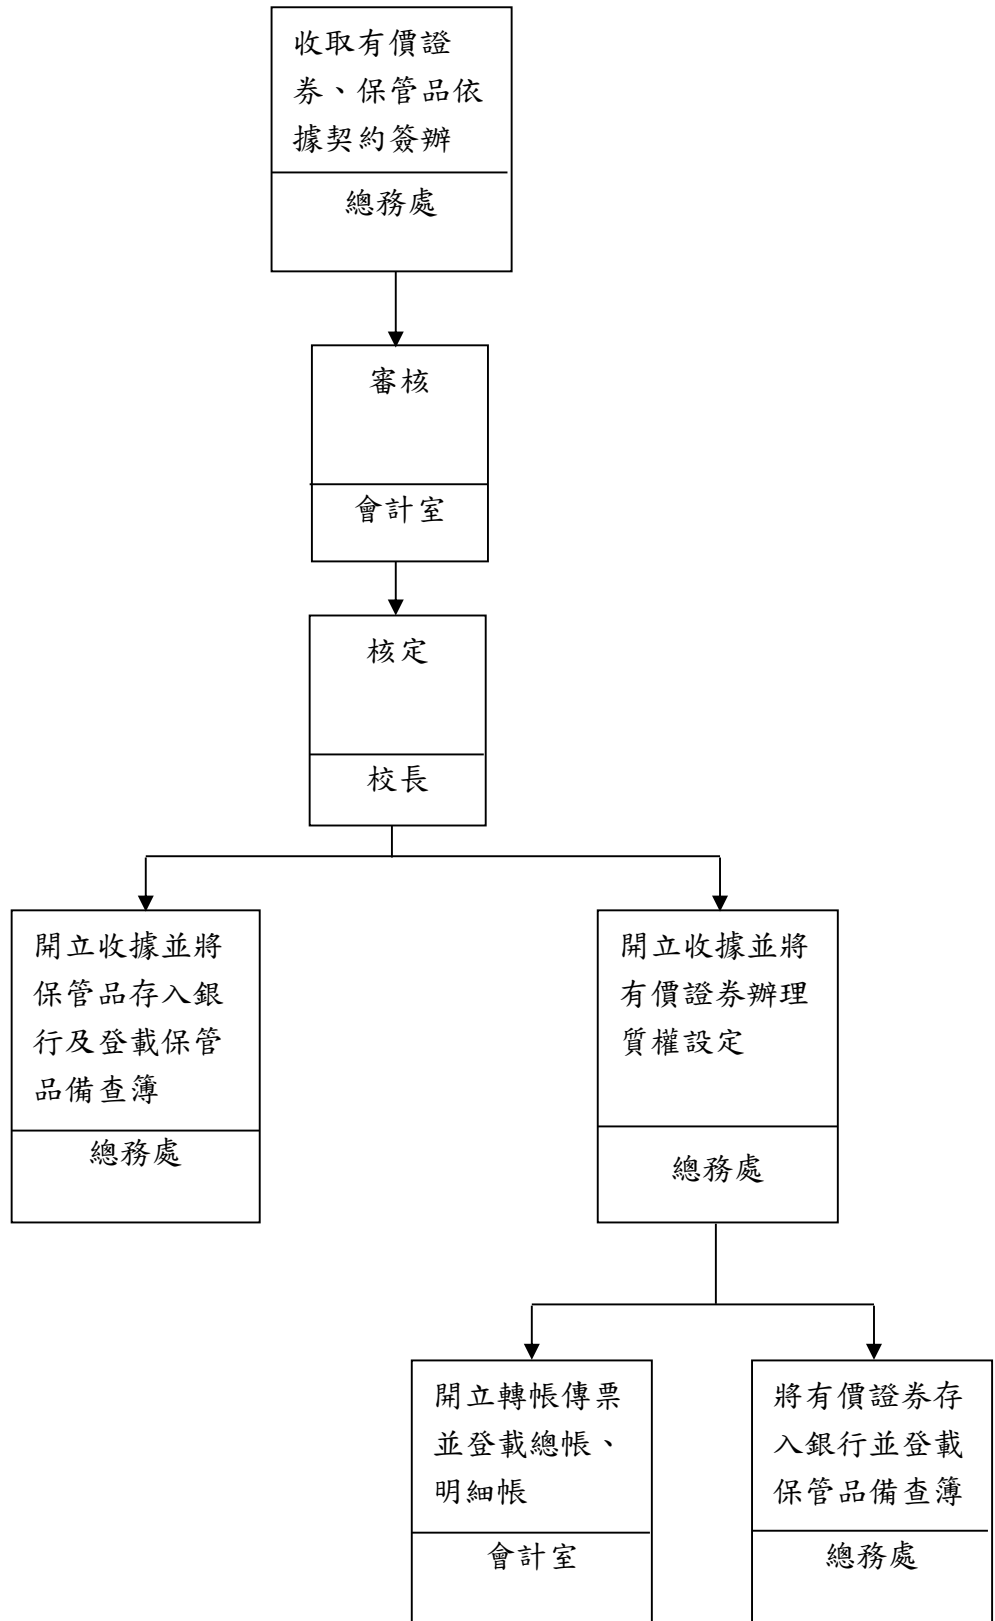 收取有價證
券、保管品依
據契約簽辦
總務處
審核
會計室
核定
校長
開立收據並將
保管品存入銀
行及登載保管
品備查簿
總務處
開立收據並將
有價證券辦理
質權設定
總務處
開立轉帳傳票
並登載總帳、
明細帳
會計室
將有價證券存
入銀行並登載
保管品備查簿
總務處